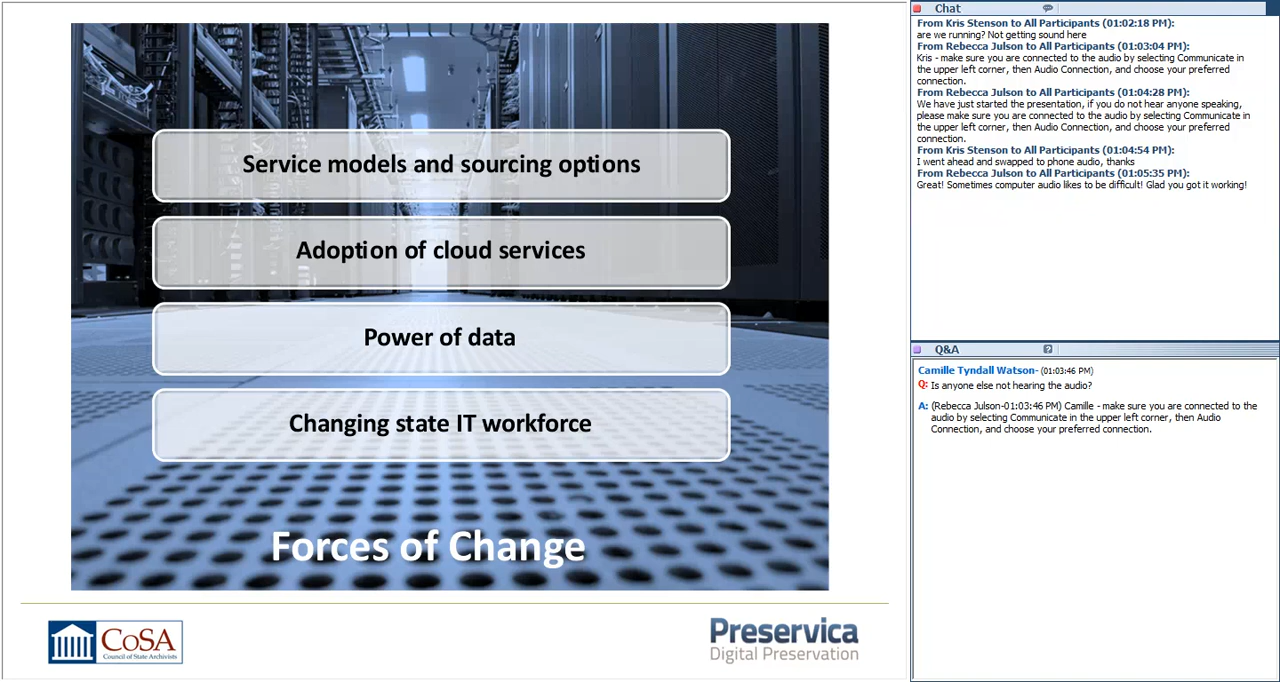 Service models and sourcing options
Adoption of cloud services
Power of data
Changing state IT workforce
Forces of Change
CoSA
Council of State Archivists
Preservica
Digital Preservation
Chat
From Kris Stenson to All Participants (01:02:18 PM):
are we running? Not getting sound here
From Rebecca Julson to All Participants (01:03:04 PM):
Kris - make sure you are connected to the audio by selecting Communicate in
the upper left corner, then Audio Connection, and choose your preferred
connection.
From Rebecca Julson to All Participants (01:04:28 PM):
We have just started the presentation, if you do not hear anyone speaking,
please make sure you are connected to the audio by selecting Communicate in
the upper left corner, then Audio Connection, and choose your preferred
connection.
From Kris Stenson to All Participants (01:04:54 PM):
I went ahead and swapped to phone audio, thanks
From Rebecca Julson to All Participants (01:05:35 PM):
Great! Sometimes computer audio likes to be difficult! Glad you got it working!
Q&A
Camille Tyndall Watson- (01:03:46 PM)
Q: Is anyone else not hearing the audio?
A: (Rebecca Julson-01:03:46 PM) Camille - make sure you are connected to the
audio by selecting Communicate in the upper left corner, then Audio
Connection, and choose your preferred connection.